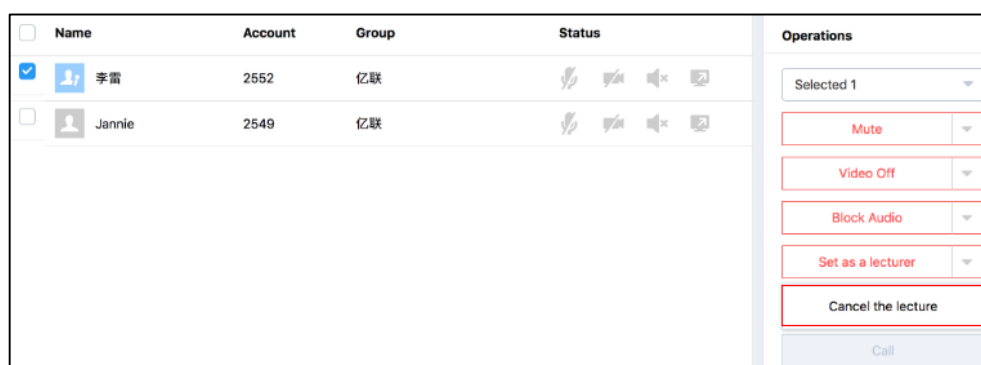 Name Account Group Status Operations
李雷 2552 亿联
Selected 1
Jannie 2549 亿联
Mute
Video Off
Block Audio
Set as a lecturer
Cancel the lecture
Call